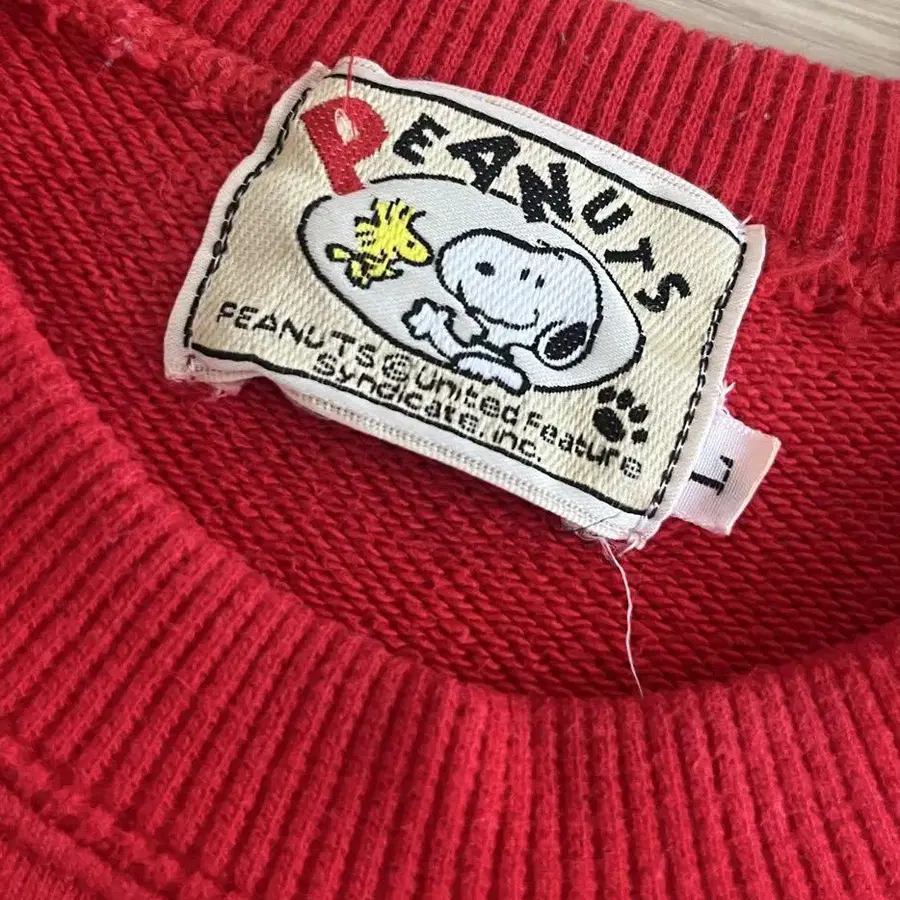 PEANUTS
PEANUTS © United Feature
Syndicate, Inc.
L